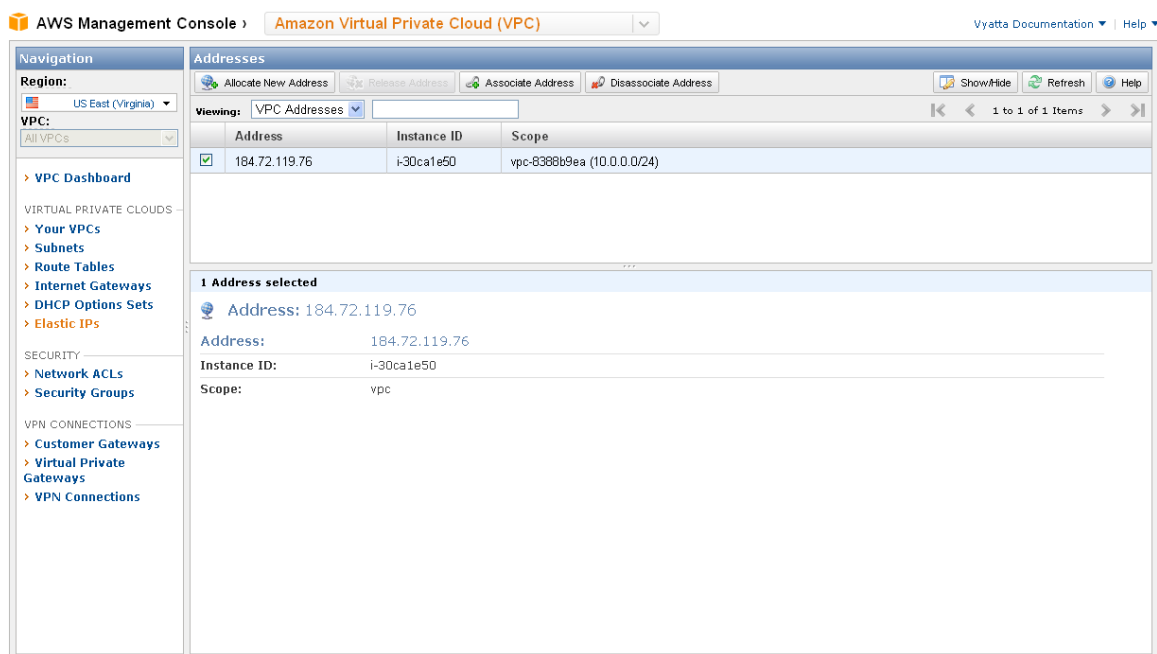 AWS Management Console › Amazon Virtual Private Cloud (VPC) Vyatta Documentation ▼ | Help ▼
Navigation
Region:
US East (Virginia) ▼
VPC:
All VPCs
› VPC Dashboard
VIRTUAL PRIVATE CLOUDS
› Your VPCs
› Subnets
› Route Tables
› Internet Gateways
› DHCP Options Sets
› Elastic IPs
SECURITY
› Network ACLs
› Security Groups
VPN CONNECTIONS
› Customer Gateways
› Virtual Private
Gateways
› VPN Connections
Addresses
Allocate New Address Release Address Associate Address Disassociate Address Show/Hide Refresh Help
Viewing: VPC Addresses 1 to 1 of 1 Items
Address Instance ID Scope
184.72.119.76 i-30ca1e50 vpc-8388b9ea (10.0.0.0/24)
1 Address selected
Address: 184.72.119.76
Address: 184.72.119.76
Instance ID: i-30ca1e50
Scope: vpc